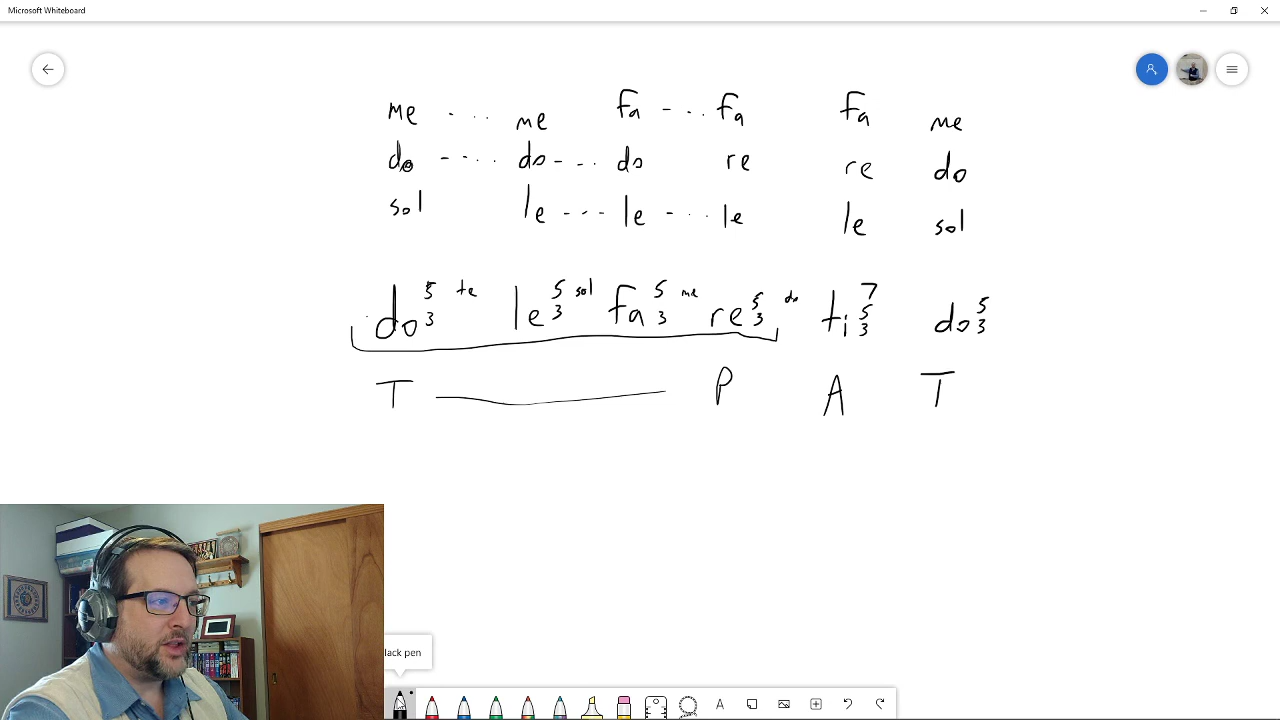 Microsoft Whiteboard
me - . . . me fa - . . . fa fa me
do - - . . . do - . . . do re re do
sol le - - - le - . . . le le sol
do 5 3 te le 5 3 sol fa 5 3 me re 5 3 do ti 7 5 3 do 5 3
T P A T
lack pen
A